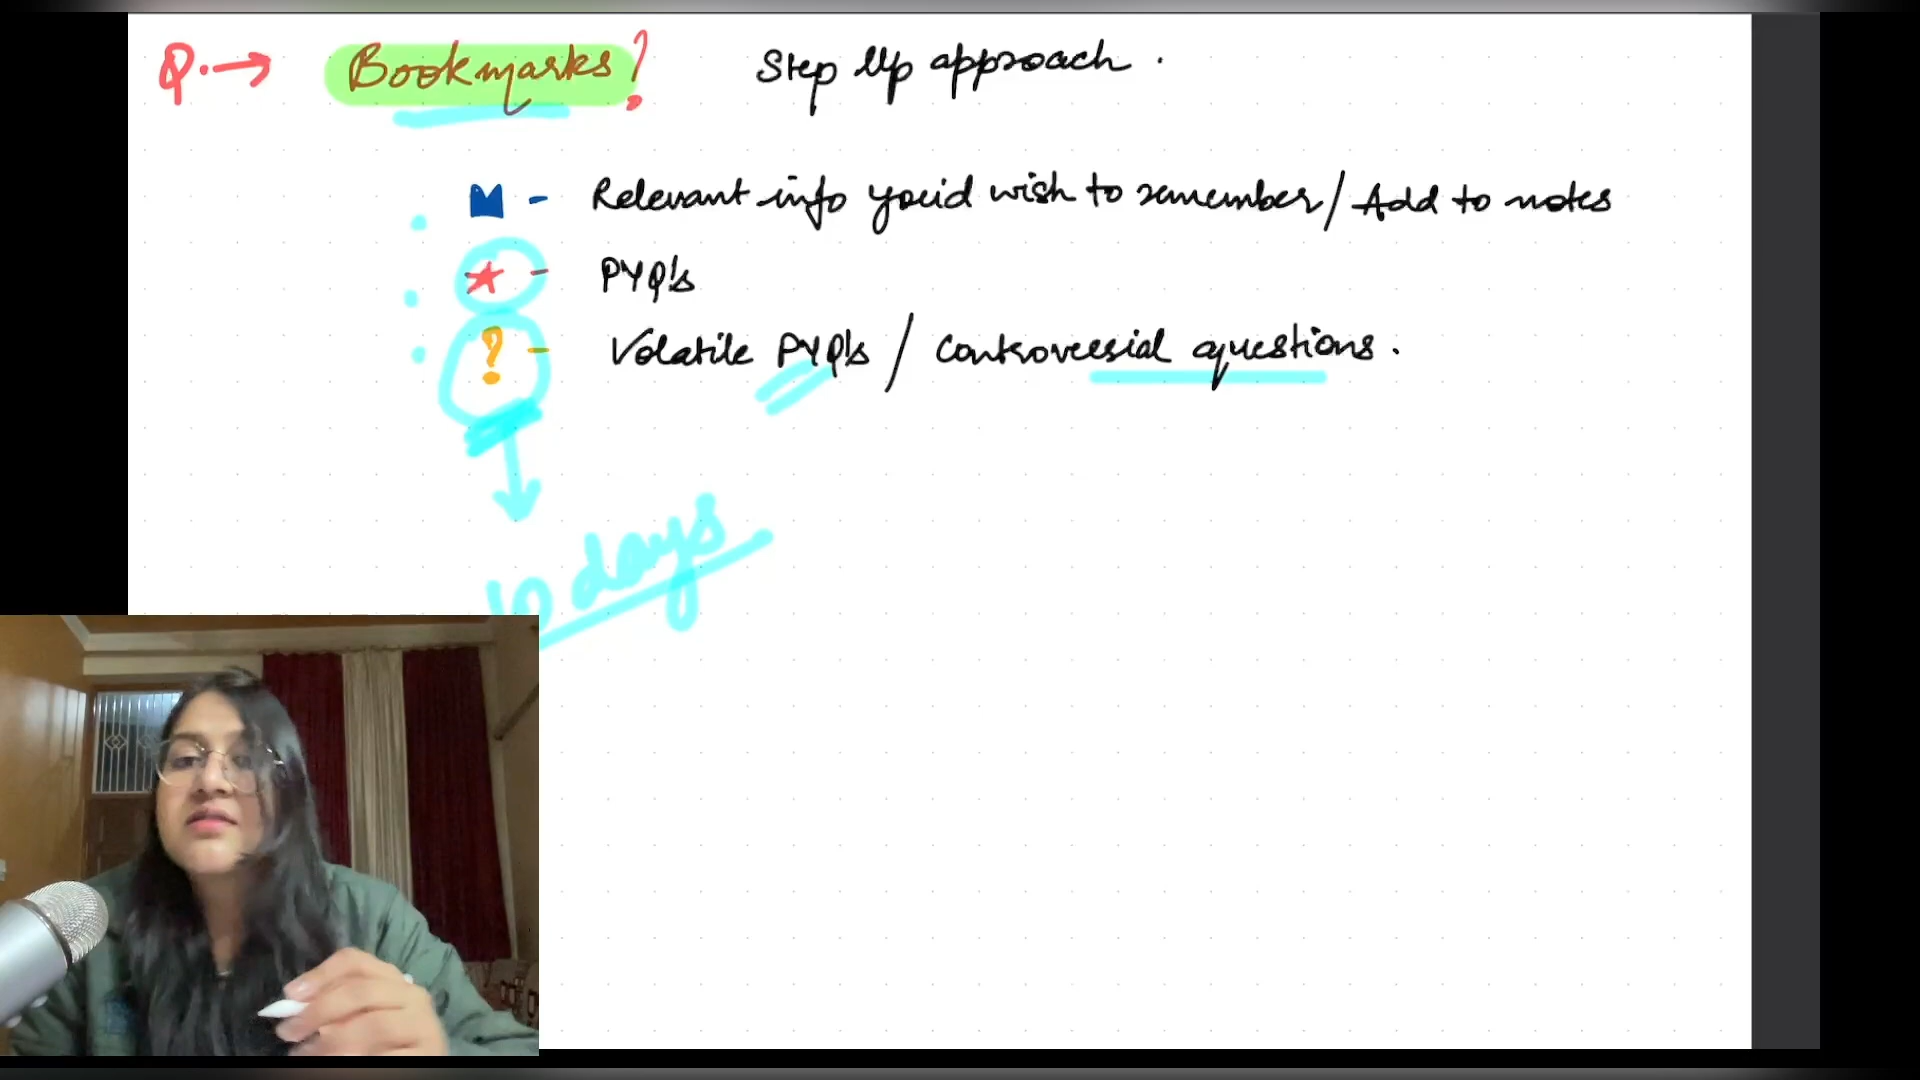 Q. → Bookmarks? Step Up approach.
- Relevant info you'd wish to remember / Add to notes
★ - PYQ's
? - Volatile PYQ's / Controversial questions.
days